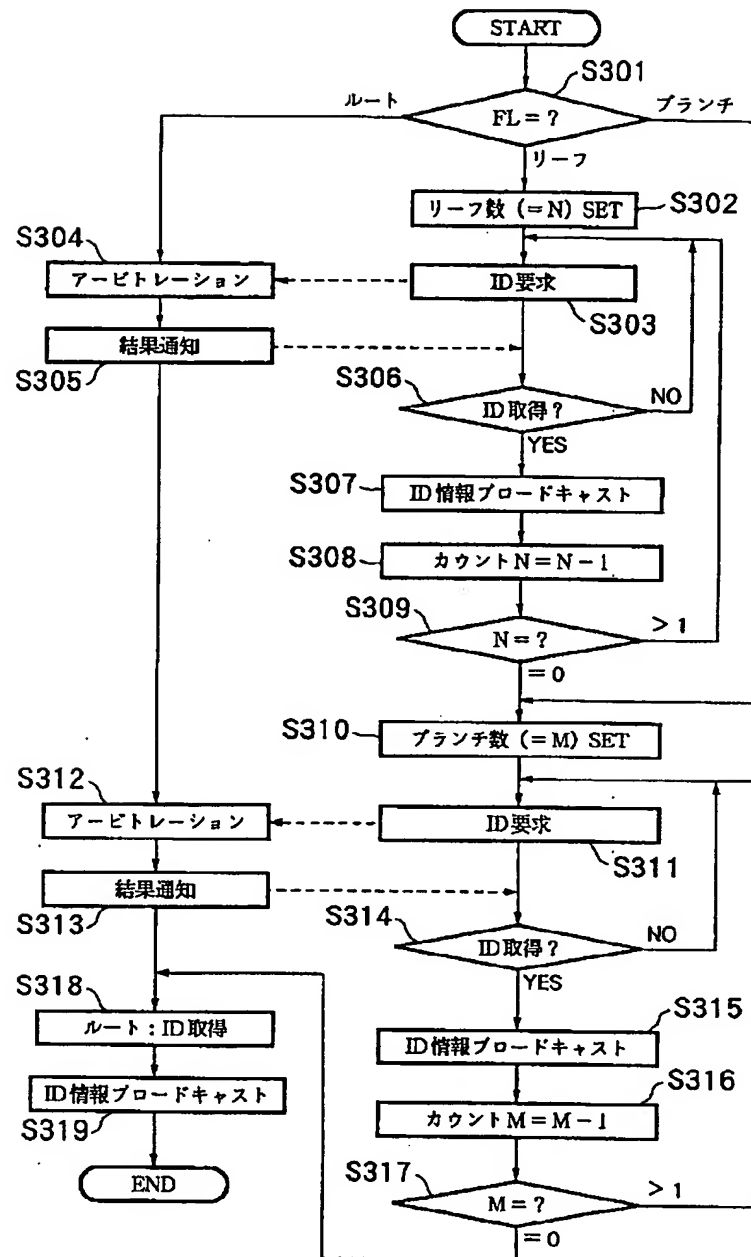 START
S301
ルート
FL=?
ブランチ
リーフ
リーフ数 (=N) SET
S302
S304
アービトレーション
ID要求
S303
結果通知
S305
S306
ID取得?
NO
YES
S307
ID情報ブロードキャスト
S308
カウントN=N-1
S309
N=?
>1
=0
S310
ブランチ数 (=M) SET
S312
アービトレーション
ID要求
S311
結果通知
S313
S314
ID取得?
NO
YES
S318
ルート:ID取得
S315
ID情報ブロードキャスト
ID情報ブロードキャスト
S319
S316
カウントM=M-1
END
S317
M=?
>1
=0